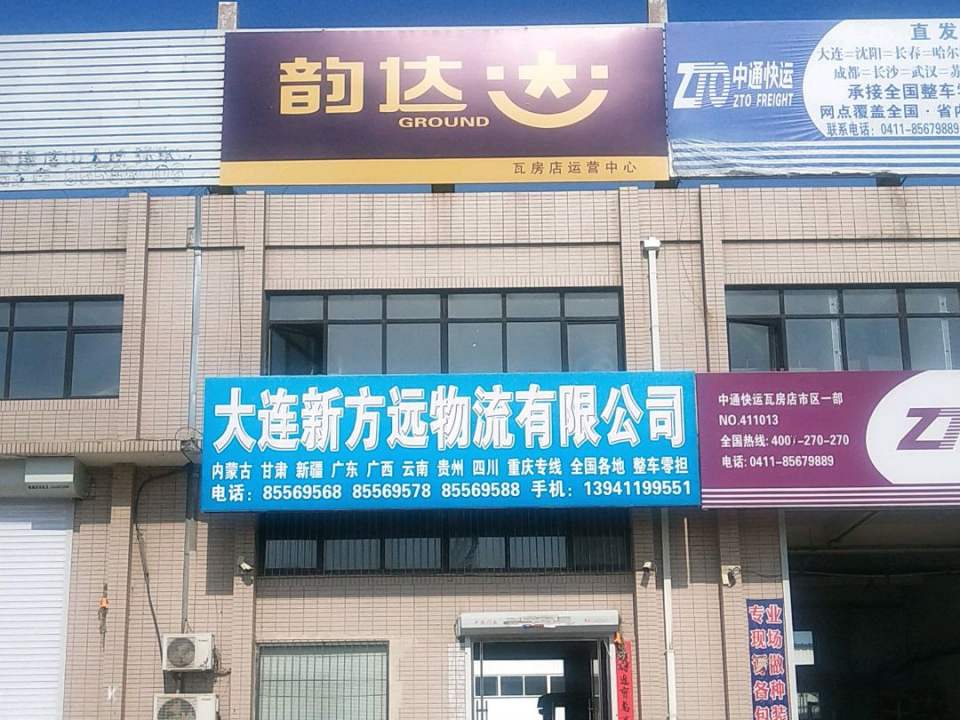 韵达
GROUND
瓦房店运营中心
ZTO
中通快运
ZTO FREIGHT
直发
大连=沈阳=长春=哈尔
成都=长沙=武汉=苏
承接全国整车零
网点覆盖全国·省内
联系电话：0411-85679889
大连新方远物流有限公司
内蒙古 甘肃 新疆 广东 广西 云南 贵州 四川 重庆专线 全国各地 整车零担
电话：85569568 85569578 85569588 手机：13941199551
中通快运瓦房店市区一部
NO.411013
全国热线：4007-270-270
电话：0411-85679889
专业
现场
做
各种
包装